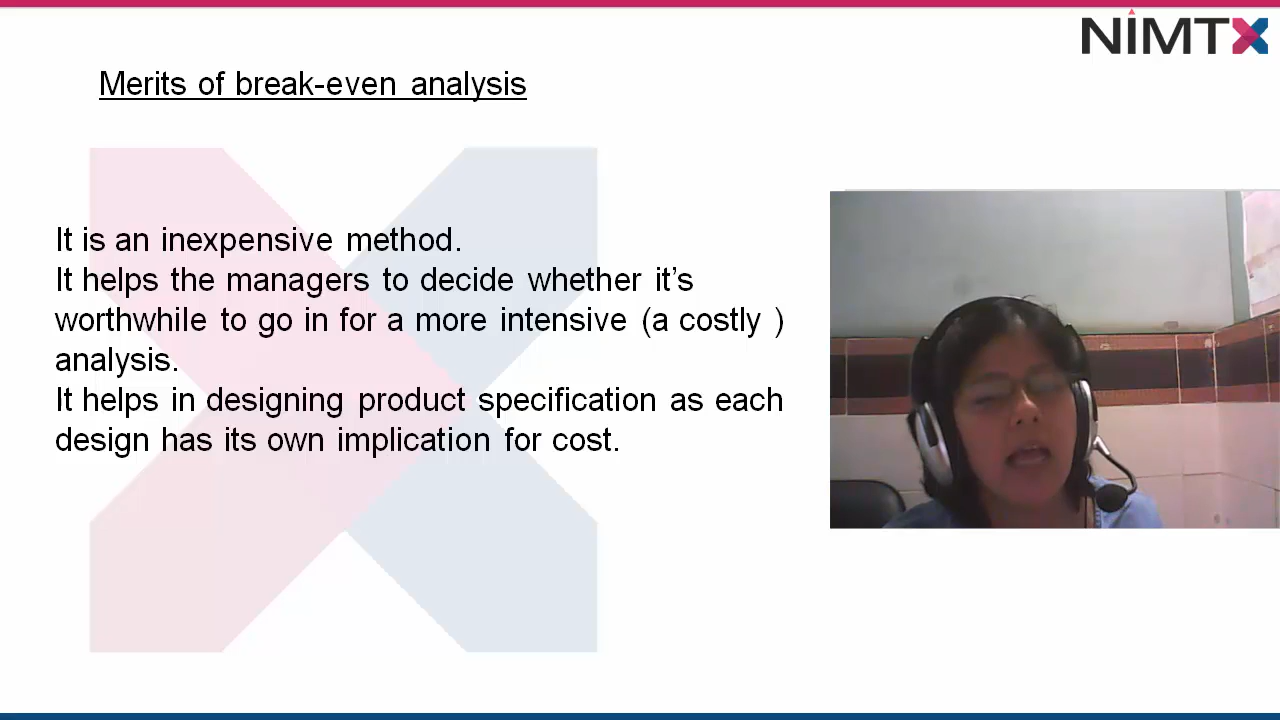 NIMTX
Merits of break-even analysis
It is an inexpensive method.
It helps the managers to decide whether it’s
worthwhile to go in for a more intensive (a costly )
analysis.
It helps in designing product specification as each
design has its own implication for cost.